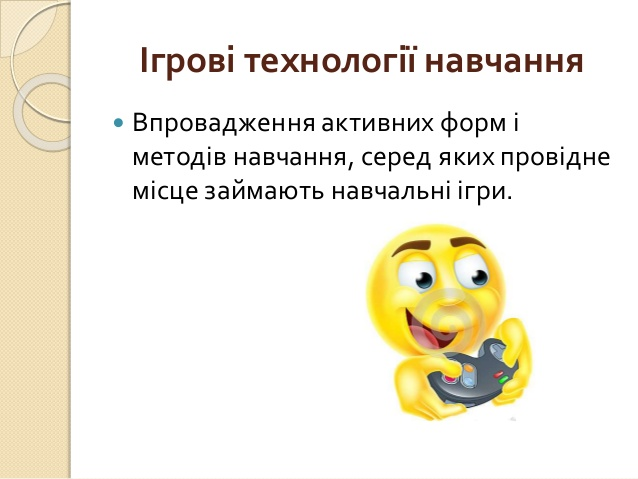 Ігрові технології навчання
Впровадження активних форм і
методів навчання, серед яких провідне
місце займають навчальні ігри.